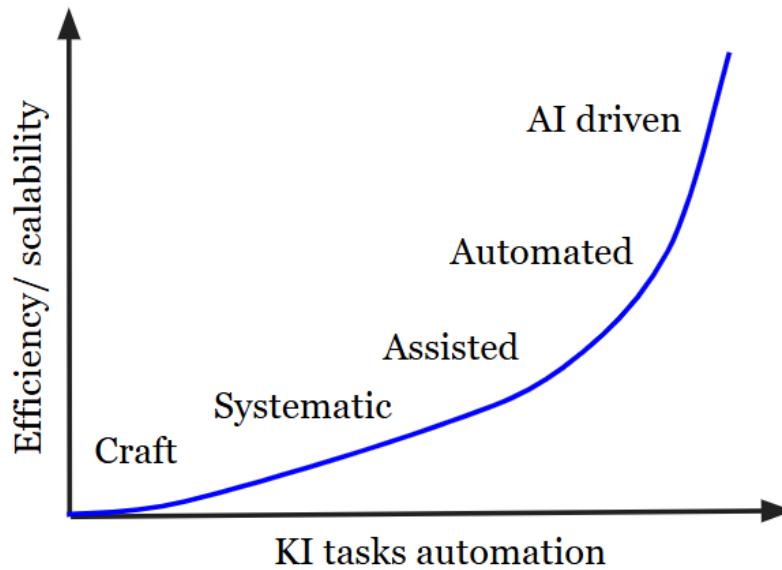 AI driven
Automated
Assisted
Systematic
Craft
Efficiency/ scalability
KI tasks automation